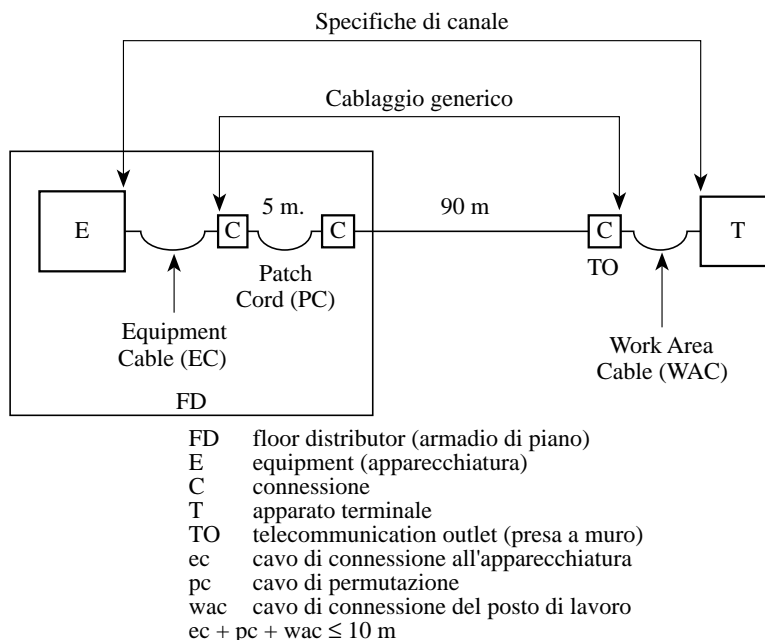 Specifiche di canale
Cablaggio generico
5 m.
90 m
E
C
C
C
T
Patch
Cord (PC)
TO
Equipment
Cable (EC)
Work Area
Cable (WAC)
FD
FD floor distributor (armadio di piano)
E equipment (apparecchiatura)
C connessione
T apparato terminale
TO telecommunication outlet (presa a muro)
ec cavo di connessione all'apparecchiatura
pc cavo di permutazione
wac cavo di connessione del posto di lavoro
ec + pc + wac ≤ 10 m